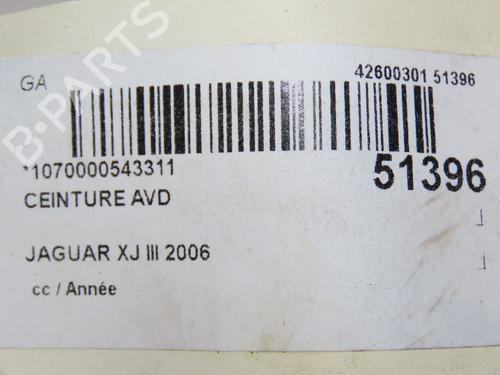 GA
42600301 51396
*1070000543311
51396
CEINTURE AVD
JAGUAR XJ III 2006
cc / Année
B-PARTS